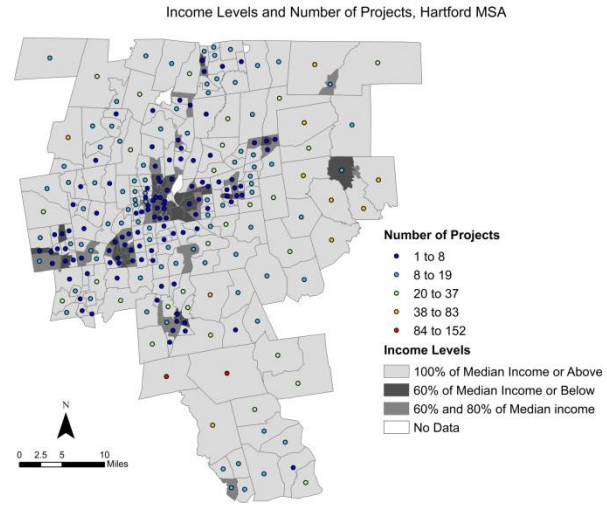 Income Levels and Number of Projects, Hartford MSA
Number of Projects
1 to 8
8 to 19
20 to 37
38 to 83
84 to 152
Income Levels
100% of Median Income or Above
60% of Median Income or Below
60% and 80% of Median income
No Data
N
0 2.5 5 10
Miles